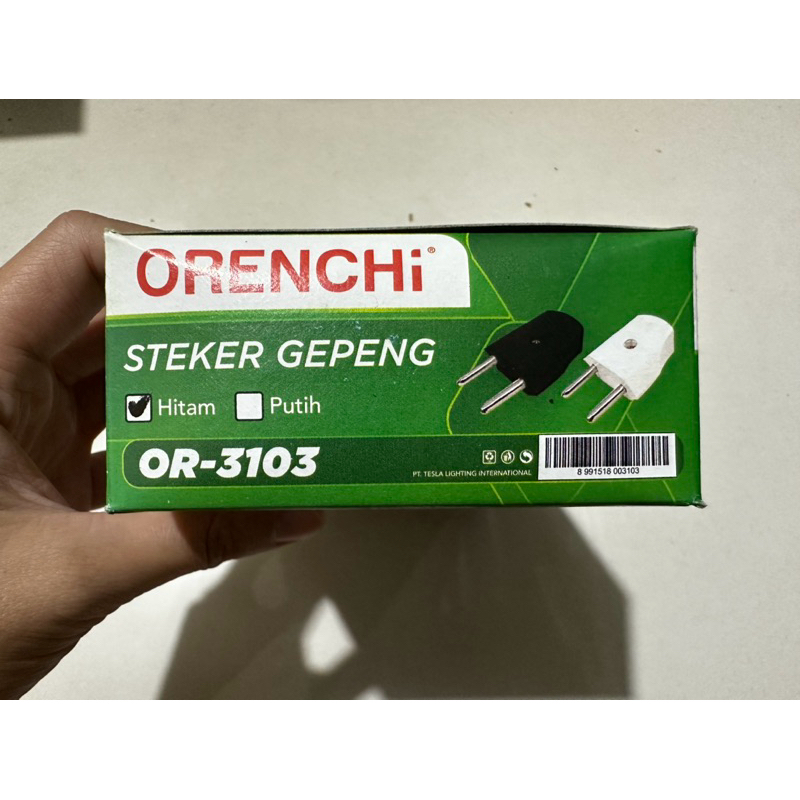 ORENCHi®
STEKER GEPENG
Hitam Putih
OR-3103
PT. TESLA LIGHTING INTERNATIONAL
8 991518 003103